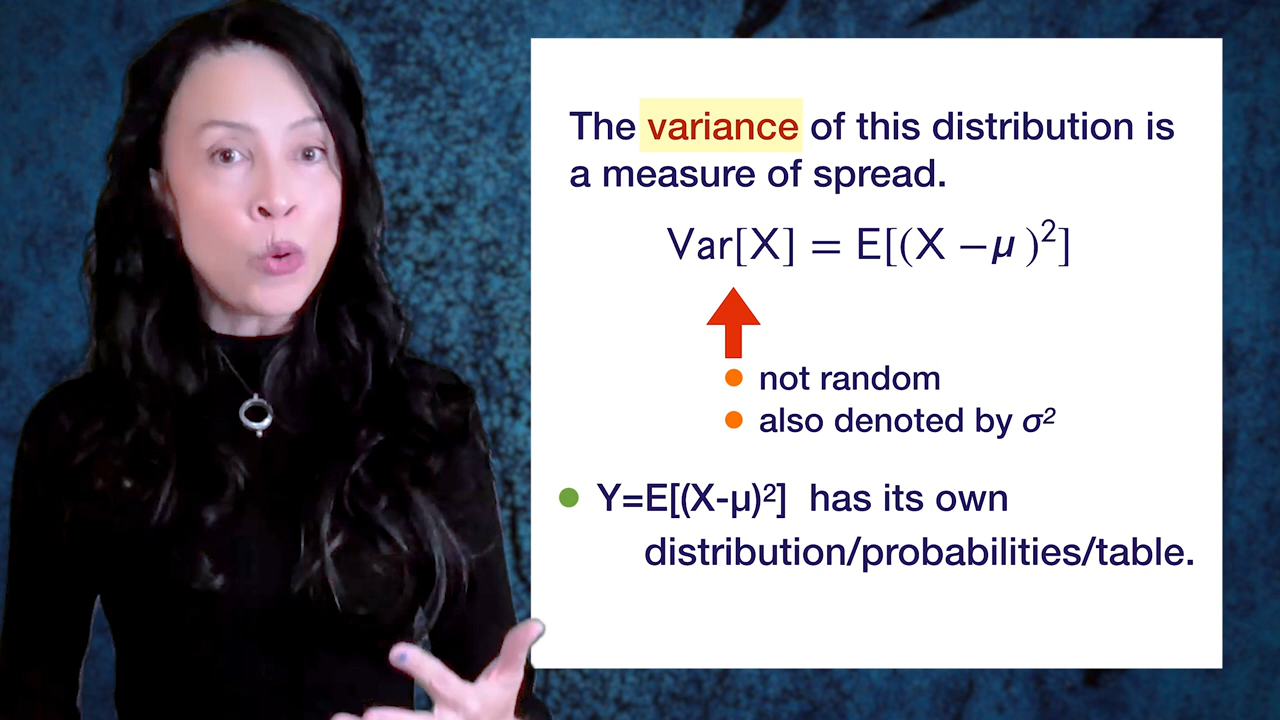 The variance of this distribution is
a measure of spread.
Var[X] = E[(X − μ )²]
• not random
• also denoted by σ²
• Y=E[(X-μ)²] has its own
distribution/probabilities/table.